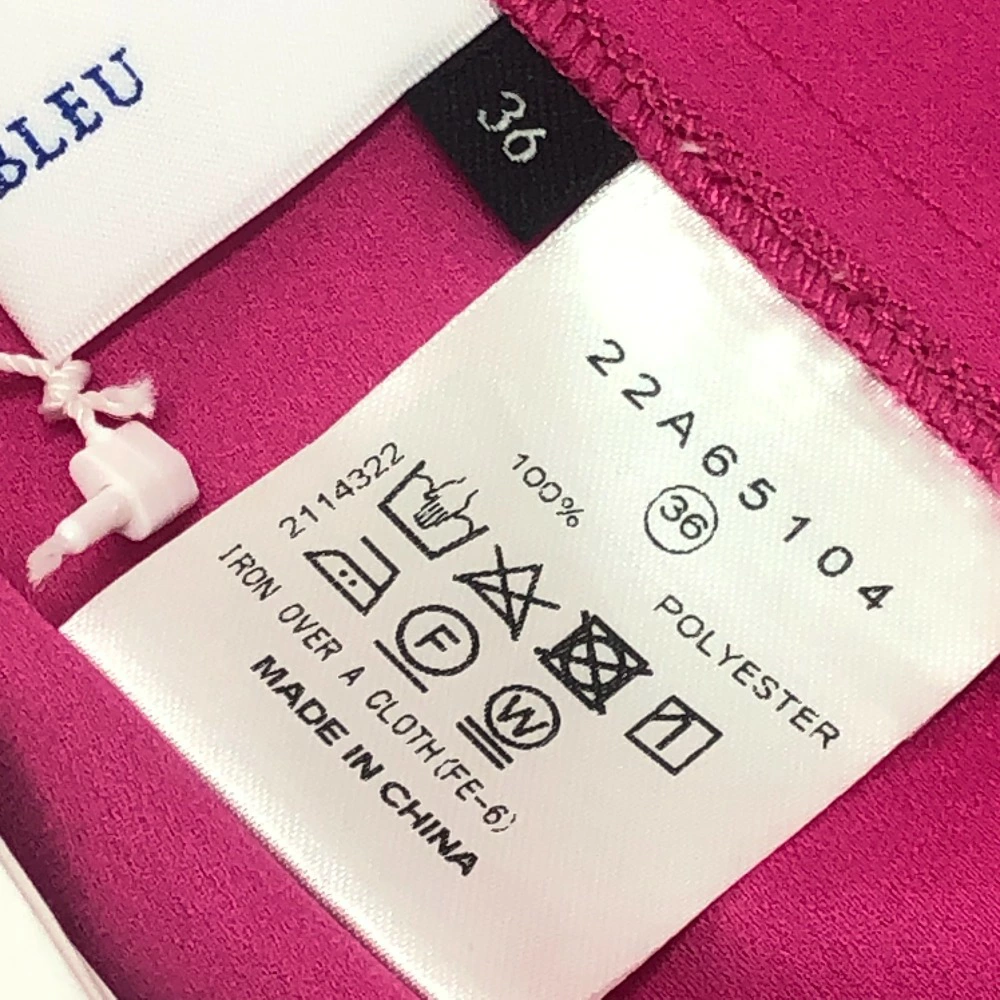 BLEU
36
22A65104
36
100% POLYESTER
2114322
F
W
IRON OVER A CLOTH(FE-6)
MADE IN CHINA